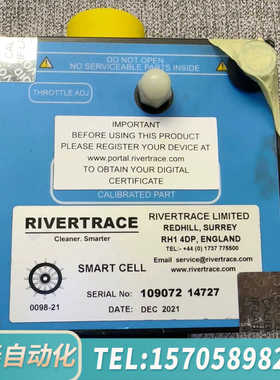 DO NOT OPEN
NO SERVICEABLE PARTS INSIDE
THROTTLE ADJ
IMPORTANT
BEFORE USING THIS PRODUCT
PLEASE REGISTER YOUR DEVICE AT
www.portal.rivertrace.com
TO OBTAIN YOUR DIGITAL
CERTIFICATE
CALIBRATED PART
RIVERTRACE
Cleaner. Smarter
RIVERTRACE LIMITED
REDHILL, SURREY
RH1 4DP, ENGLAND
TEL:- +44 (0) 1737 775500
Email service@rivertrace.com
www.rivertrace.com
SMART CELL
0098-21
SERIAL No: 109072 14727
DATE: DEC 2021
自动化
TEL:157058982